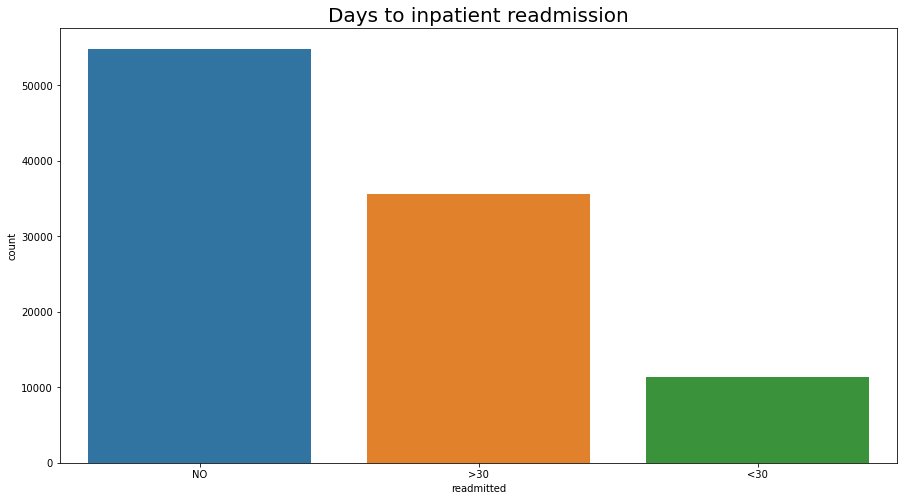 Days to inpatient readmission
50000
40000
30000
20000
10000
0
count
NO
>30
<30
readmitted